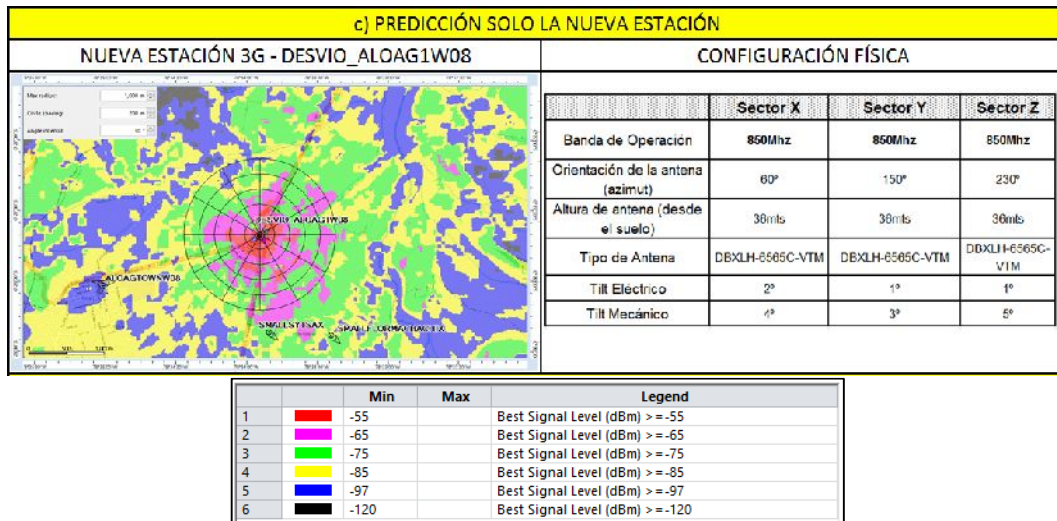 c) PREDICCIÓN SOLO LA NUEVA ESTACIÓN
NUEVA ESTACIÓN 3G - DESVIO_ALOAG1W08
CONFIGURACIÓN FÍSICA
DESVIO_ALOAG1W08
ALOAGTOWNW08
Sector X Sector Y Sector Z
Banda de Operación 850Mhz 850Mhz 850Mhz
Orientación de la antena (azimut) 60° 150° 230°
Altura de antena (desde el suelo) 36mts 36mts 36mts
Tipo de Antena DBXLH-6565C-VTM DBXLH-6565C-VTM DBXLH-6565C-VTM
Tilt Eléctrico 2° 1° 1°
Tilt Mecánico 4° 3° 5°
Min Max Legend
1 -55 Best Signal Level (dBm) >=-55
2 -65 Best Signal Level (dBm) >=-65
3 -75 Best Signal Level (dBm) >=-75
4 -85 Best Signal Level (dBm) >=-85
5 -97 Best Signal Level (dBm) >=-97
6 -120 Best Signal Level (dBm) >=-120